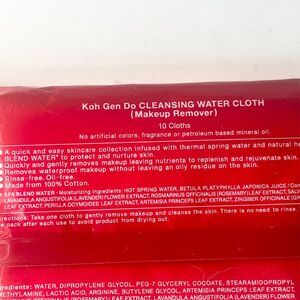 Koh Gen Do CLEANSING WATER CLOTH
(Makeup Remover)
10 Cloths
No artificial colors, fragrance or petroleum based mineral oil.
A quick and easy skincare collection infused with thermal spring water and natural he
BLEND WATER* to protect and nurture skin.
Quickly and gently removes makeup leaving nutrients to replenish and rejuvenate skin.
Removes waterproof makeup without leaving an oily residue on the skin.
Rinse-free. Oil-free.
Made from 100% Cotton.
SPA BLEND WATER - Moisturizing Ingredients: HOT SPRING WATER, BETULA PLATYPHYLLA JAPONICA JUICE / Con
LAVANDULA ANGUSTIFOLIA (LAVENDER) FLOWER EXTRACT, ROSMARINUS OFFICINALIS (ROSEMARY) LEAF EXTRACT, SALV
LEAF EXTRACT, PERILLA OCYMOIDES LEAF EXTRACT, ARTEMISIA PRINCEPS LEAF EXTRACT, ZINGIBER OFFICINALE (GI
irections: Take one cloth to gently remove makeup and cleanse the skin. There is no need to rinse
pack after each use to avoid product from drying out.
gredients: WATER, DIPROPYLENE GLYCOL, PEG-7 GLYCERYL COCOATE, STEARAMIDOPROPYL
METHYLAMINE, LACTIC ACID, ARGININE, BUTYLENE GLYCOL, ARTEMISIA PRINCEPS LEAF EXTRACT,
OFFICINALIS (ROSEMARY) LEAF EXTRACT, LAVANDULA ANGUSTIFOLIA (LAVENDER)